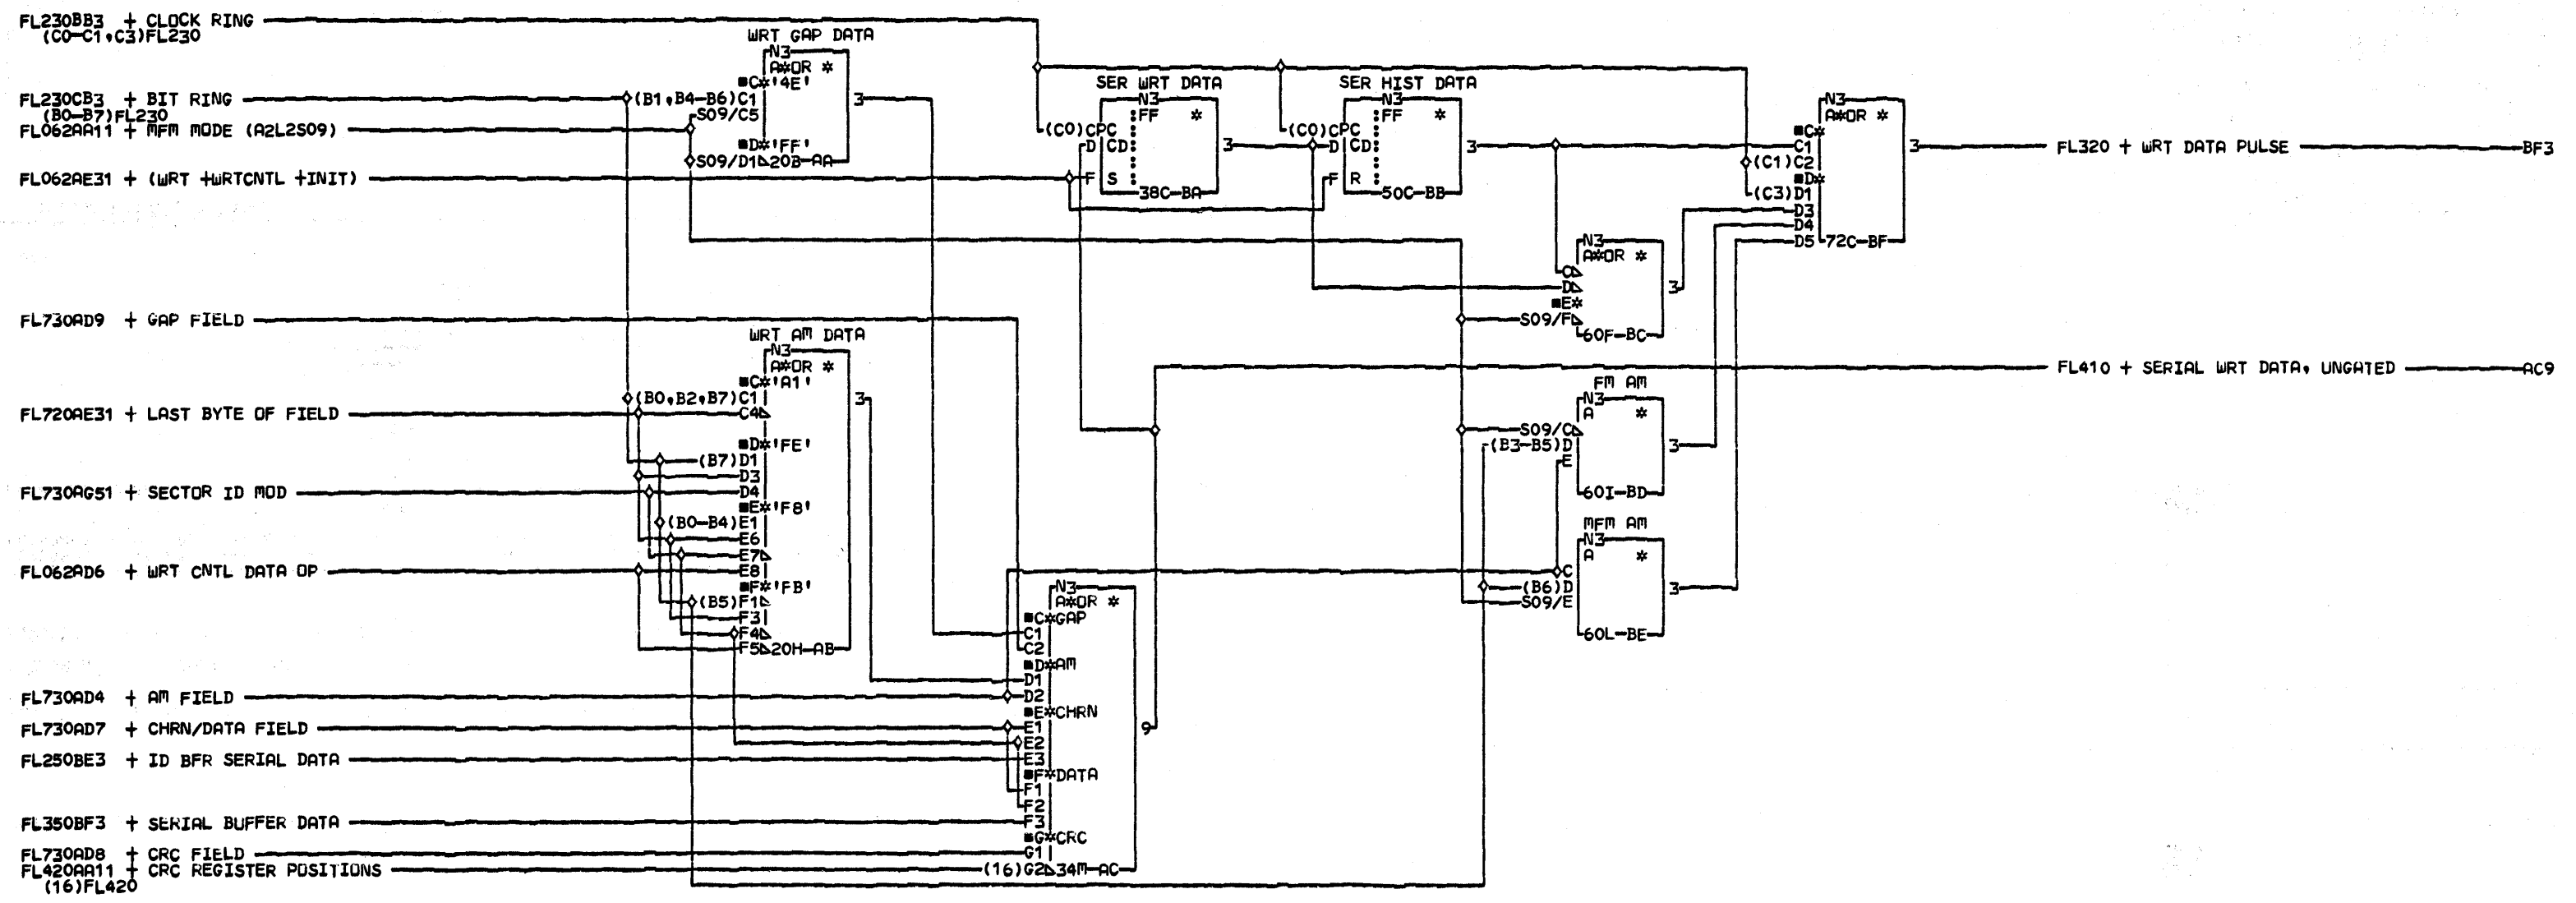 FL230BB3 + CLOCK RING
(C0-C1,C3)FL230
FL230CB3 + BIT RING
(B0-B7)FL230
FL062AA11 + MFM MODE (A2L2S09)
FL062AE31 + (WRT +WRTCNTL +INIT)
FL730AD9 + GAP FIELD
FL720AE31 + LAST BYTE OF FIELD
FL730AG51 + SECTOR ID MOD
FL062AD6 + WRT CNTL DATA OP
FL730AD4 + AM FIELD
FL730AD7 + CHRN/DATA FIELD
FL250BE3 + ID BFR SERIAL DATA
FL350BF3 + SERIAL BUFFER DATA
FL730AD8 + CRC FIELD
FL420AA11 + CRC REGISTER POSITIONS
(16)FL420
WRT GAP DATA
N3
A*OR *
■C*'4E'
(B1,B4-B6)C1
S09/C5
■D*'FF'
S09/D1 20B-AA
3
WRT AM DATA
N3
A*OR *
■C*'A1'
(B0,B2,B7)C1
C4
■D*'FE'
(B7)D1
D3
D4
■E*'F8'
(B0-B4)E1
E6
E7
E8
■F*'FB'
(B5)F1
F3
F4
F5 20H-AB
3
N3
A*OR *
■C*GAP
C1
C2
■D*AM
D1
D2
■E*CHRN
E1
E2
E3
■F*DATA
F1
F2
F3
■G*CRC
G1
(16)G2 34M-AC
9
SER WRT DATA
N3
FF *
(C0)CPC
D CD
F S
38C-BA
3
SER HIST DATA
N3
FF *
(C0)CPC
D CD
F R
50C-BB
3
N3
A*OR *
C
D
■E*
S09/F
60F-BC
3
FM AM
N3
A *
S09/C
(B3-B5)D
E
60I-BD
3
MFM AM
N3
A *
C
(B6)D
S09/E
60L-BE
3
N3
A*OR *
■C*
C1
(C1)C2
■D*
(C3)D1
D3
D4
D5 72C-BF
3
FL320 + WRT DATA PULSE BF3
FL410 + SERIAL WRT DATA, UNGATED AC9